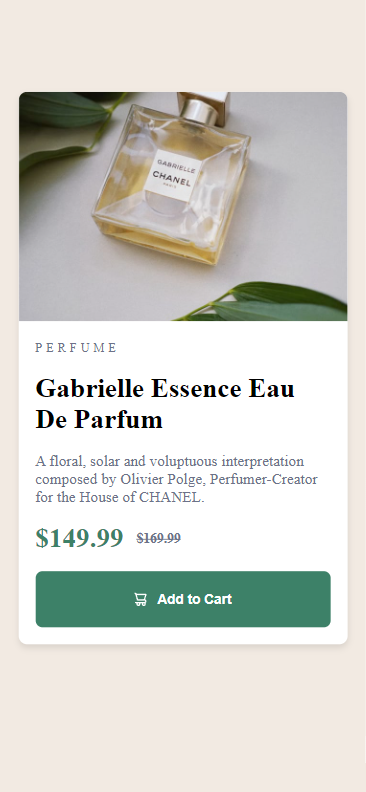 GABRIELLE
CHANEL
PARIS
PERFUME
Gabrielle Essence Eau
De Parfum
A floral, solar and voluptuous interpretation
composed by Olivier Polge, Perfumer-Creator
for the House of CHANEL.
$149.99 $169.99
Add to Cart